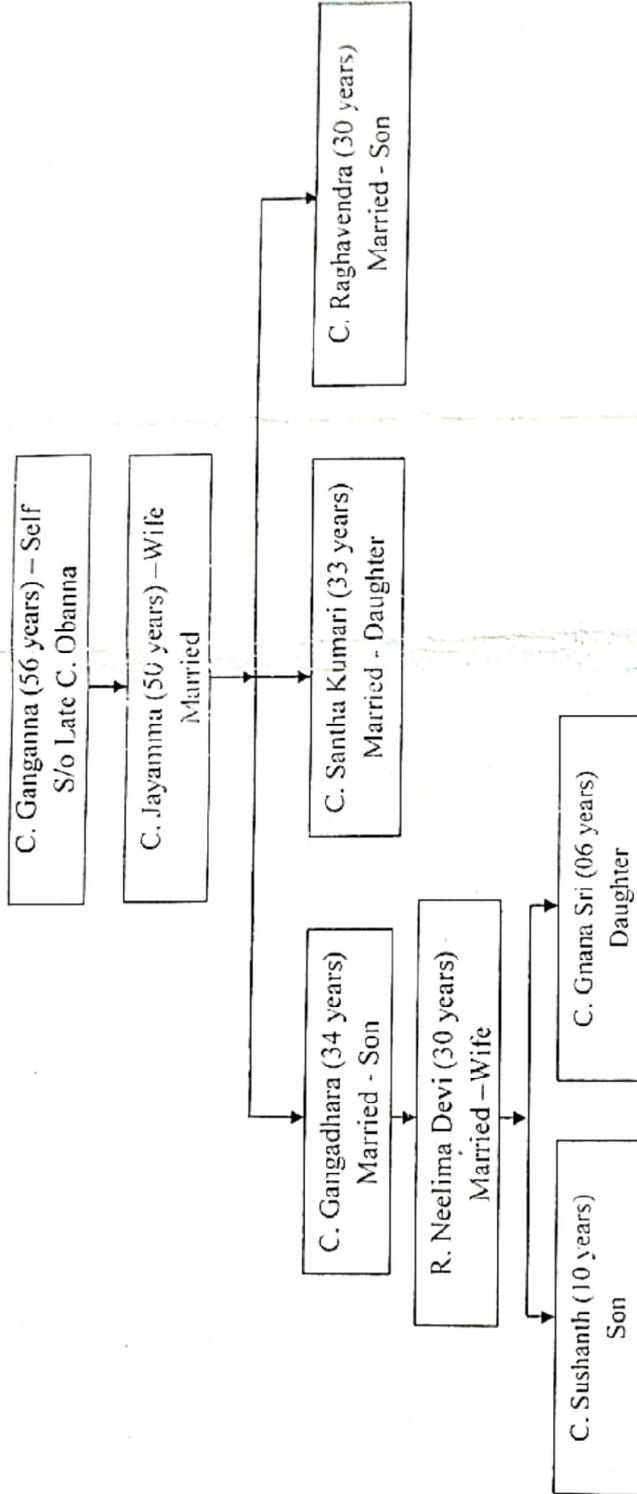 C. Ganganna (56 years) – Self
S/o Late C. Obanna
C. Jayamma (50 years) –Wife
Married
C. Gangadhara (34 years)
Married - Son
C. Santha Kumari (33 years)
Married - Daughter
C. Raghavendra (30 years)
Married - Son
R. Neelima Devi (30 years)
Married –Wife
C. Sushanth (10 years)
Son
C. Gnana Sri (06 years)
Daughter